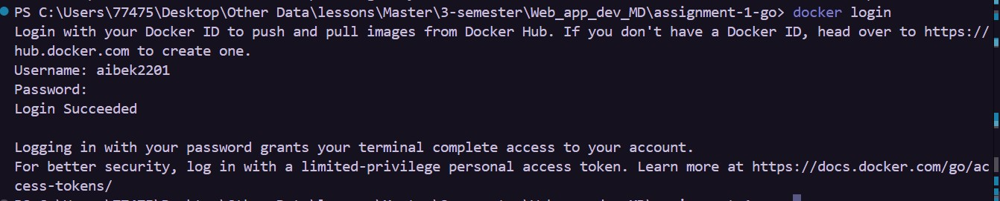 PS C:\Users\77475\Desktop\Other Data\lessons\Master\3-semester\Web_app_dev_MD\assignment-1-go> docker login
Login with your Docker ID to push and pull images from Docker Hub. If you don't have a Docker ID, head over to https://
hub.docker.com to create one.
Username: aibek2201
Password:
Login Succeeded
Logging in with your password grants your terminal complete access to your account.
For better security, log in with a limited-privilege personal access token. Learn more at https://docs.docker.com/go/ac
cess-tokens/